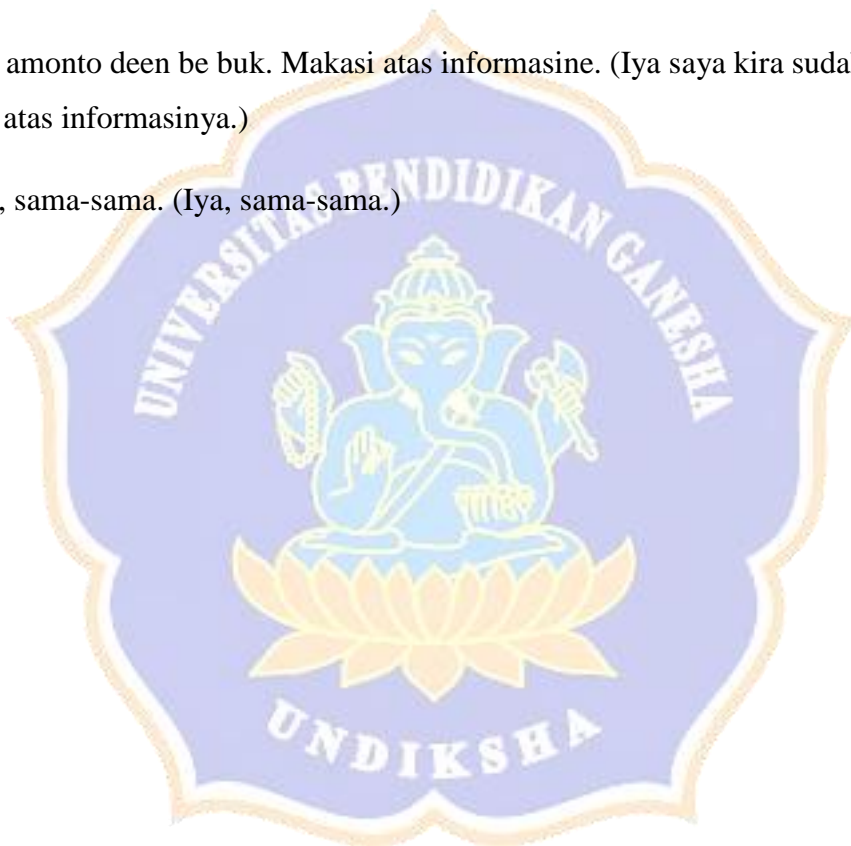 amonto deen be buk. Makasi atas informasine. (Iya saya kira suda
atas informasinya.)
, sama-sama. (Iya, sama-sama.)
UNIVERSITAS PENDIDIKAN GANESHA
UNDIKSHA